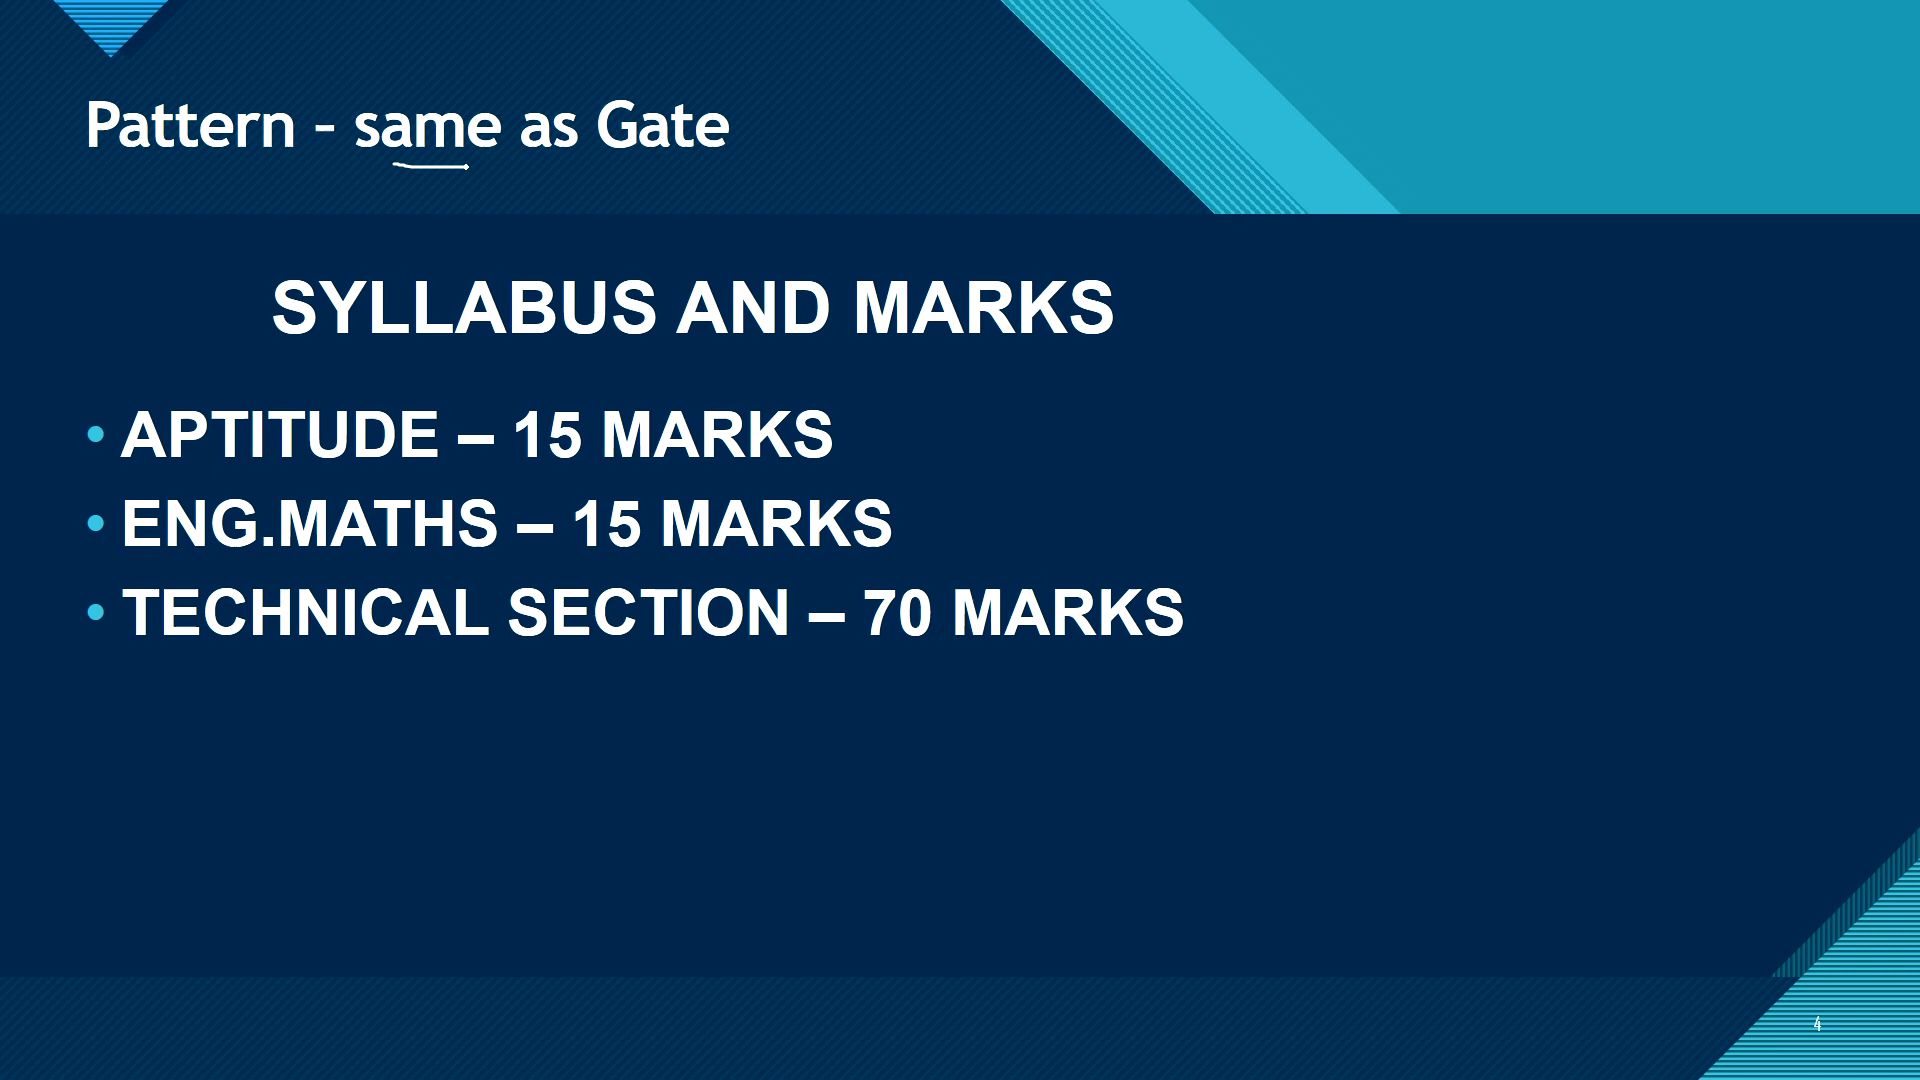 Pattern – same as Gate
SYLLABUS AND MARKS
• APTITUDE – 15 MARKS
• ENG.MATHS – 15 MARKS
• TECHNICAL SECTION – 70 MARKS
4